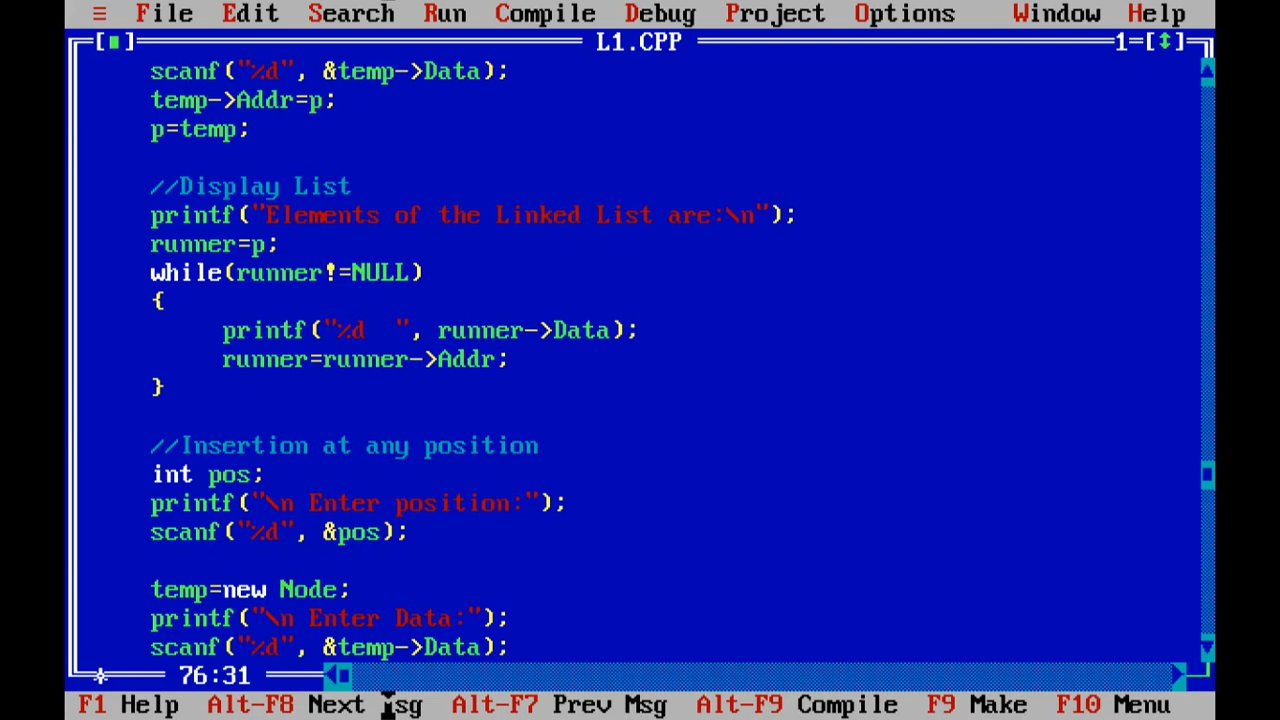 ≡ File Edit Search Run Compile Debug Project Options Window Help
[■] L1.CPP 1=[↕]
scanf("%d", &temp->Data);
temp->Addr=p;
p=temp;
//Display List
printf("Elements of the Linked List are:\n");
runner=p;
while(runner!=NULL)
{
printf("%d  ", runner->Data);
runner=runner->Addr;
}
//Insertion at any position
int pos;
printf("\n Enter position:");
scanf("%d", &pos);
temp=new Node;
printf("\n Enter Data:");
scanf("%d", &temp->Data);
76:31
F1 Help Alt-F8 Next Msg Alt-F7 Prev Msg Alt-F9 Compile F9 Make F10 Menu